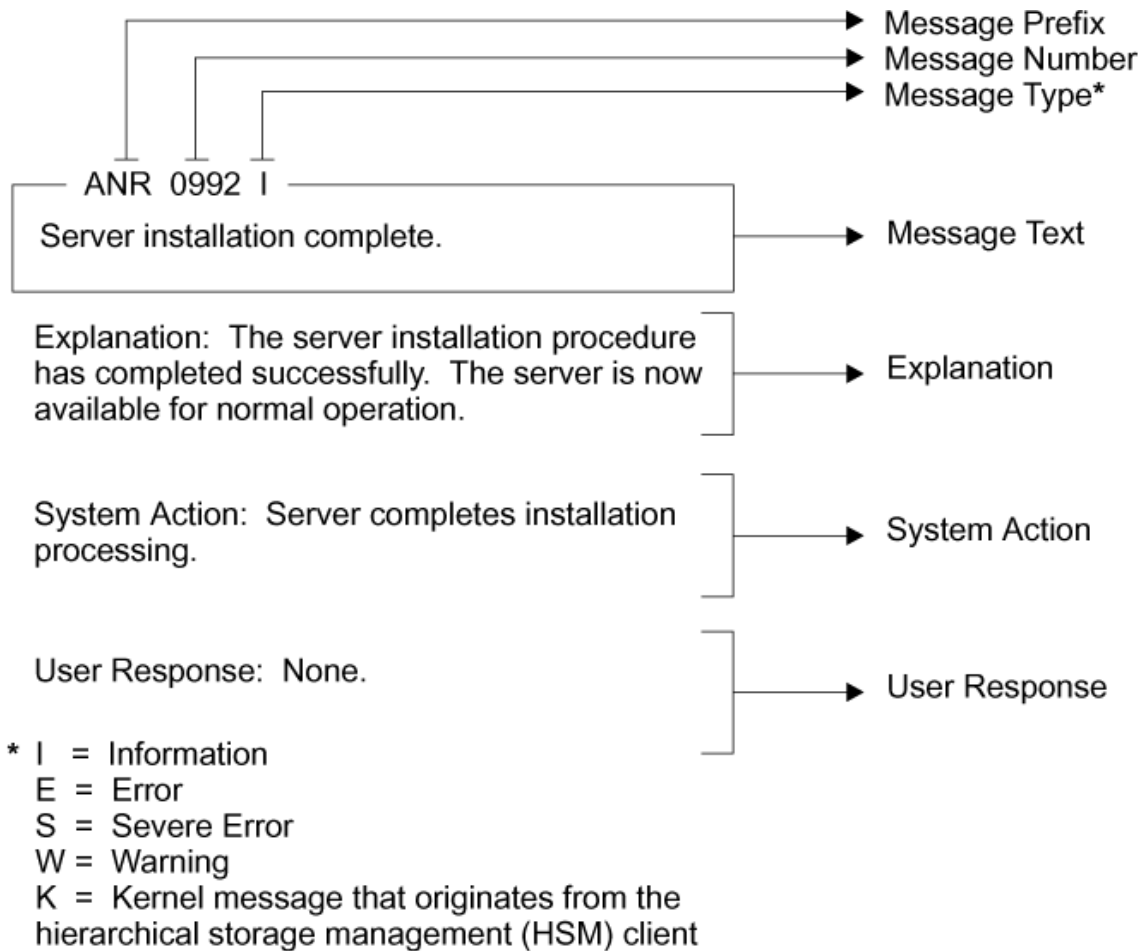 Message Prefix
Message Number
Message Type*
ANR 0992 I
Server installation complete.
Message Text
Explanation: The server installation procedure
has completed successfully. The server is now
available for normal operation.
Explanation
System Action: Server completes installation
processing.
System Action
User Response: None.
User Response
* I = Information
E = Error
S = Severe Error
W = Warning
K = Kernel message that originates from the
hierarchical storage management (HSM) client